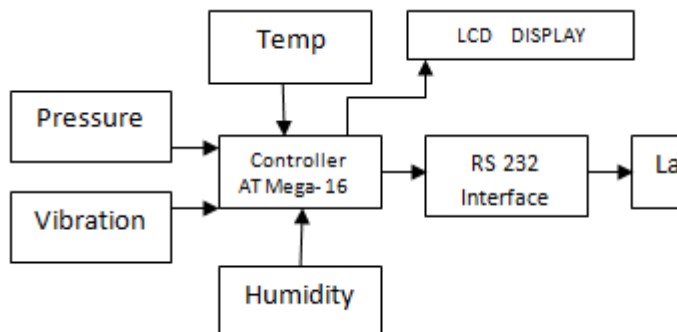 Temp
LCD DISPLAY
Pressure
Controller
AT Mega-16
RS 232
Interface
Vibration
Humidity